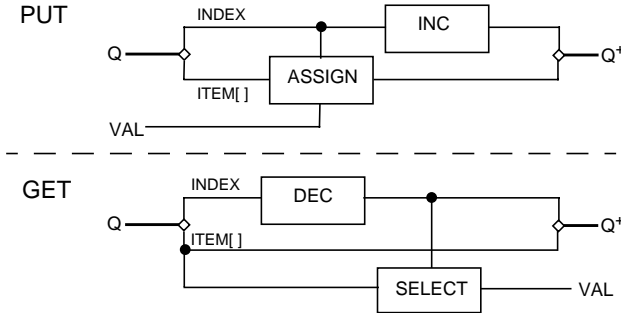 PUT
INDEX
INC
Q
Q+
ASSIGN
ITEM[ ]
VAL
GET
INDEX
DEC
Q
Q+
ITEM[ ]
SELECT
VAL